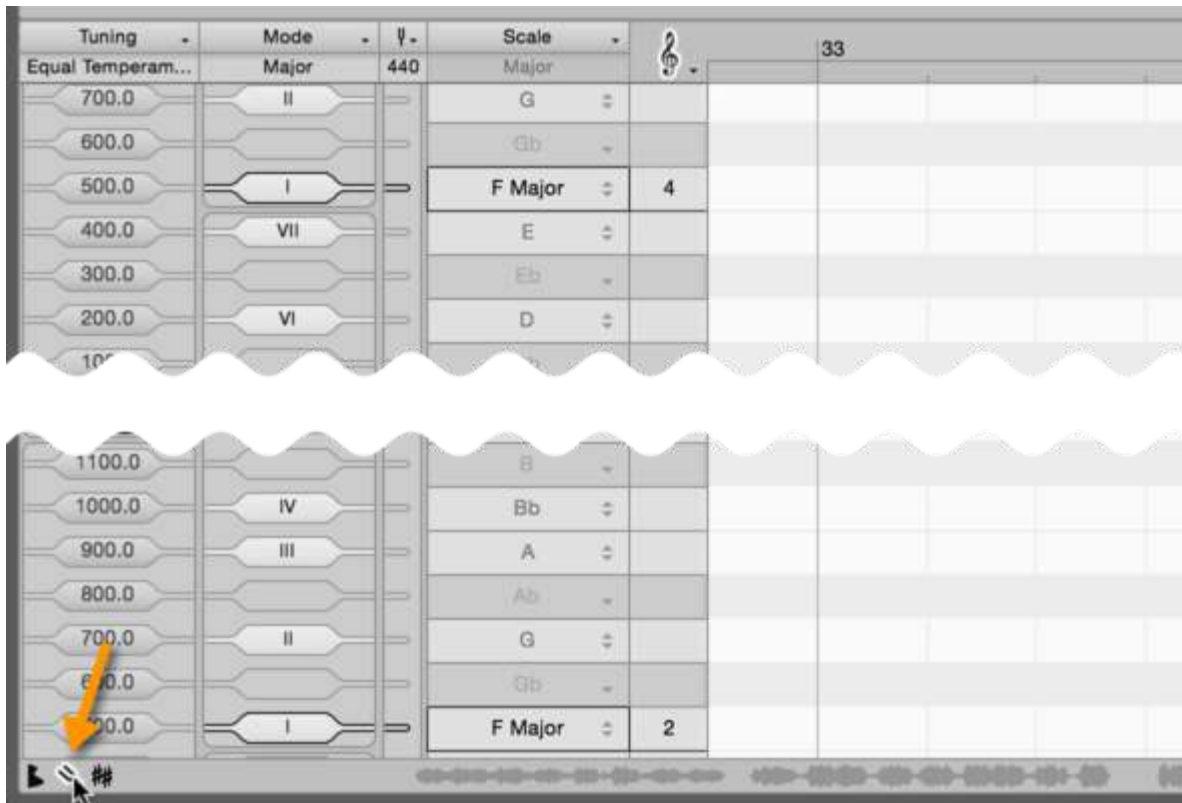 Tuning Mode Scale 33
Equal Temperam... Major 440 Major
700.0 II G
600.0 Gb
500.0 I F Major 4
400.0 VII E
300.0 Eb
200.0 VI D
1100.0 B
1000.0 IV Bb
900.0 III A
800.0 Ab
700.0 II G
Gb
I F Major 2